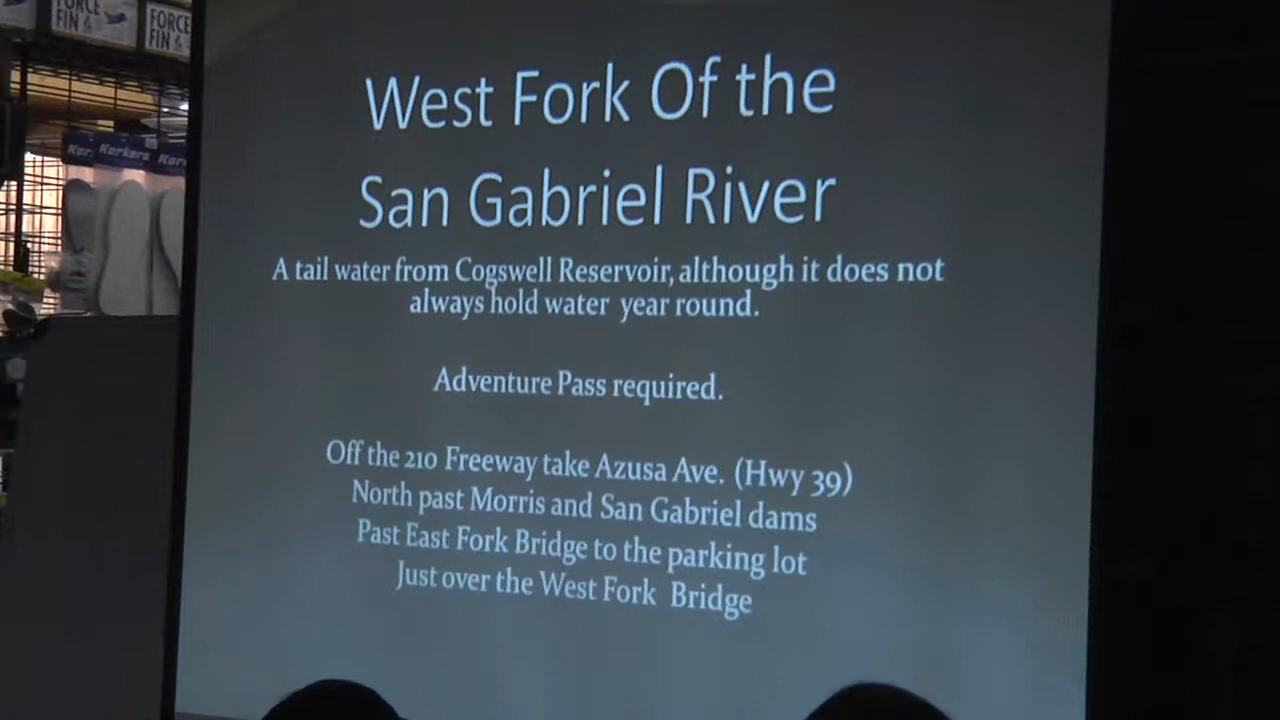 FORCE
FIN &
FORCE
FIN &
Kor
Korkers
Kor
West Fork Of the
San Gabriel River
A tail water from Cogswell Reservoir, although it does not
always hold water year round.
Adventure Pass required.
Off the 210 Freeway take Azusa Ave. (Hwy 39)
North past Morris and San Gabriel dams
Past East Fork Bridge to the parking lot
Just over the West Fork Bridge